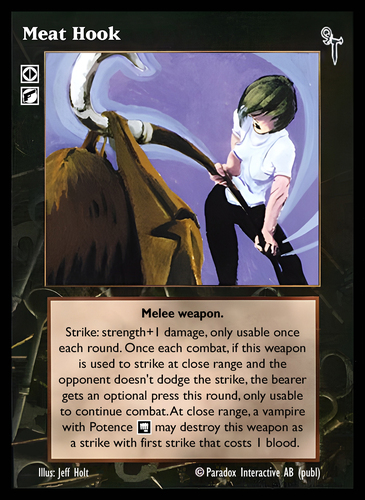 Meat Hook
Melee weapon.
Strike: strength+1 damage, only usable once
each round. Once each combat, if this weapon
is used to strike at close range and the
opponent doesn't dodge the strike, the bearer
gets an optional press this round, only usable
to continue combat. At close range, a vampire
with Potence may destroy this weapon as
a strike with first strike that costs 1 blood.
Illus: Jeff Holt © Paradox Interactive AB (publ)